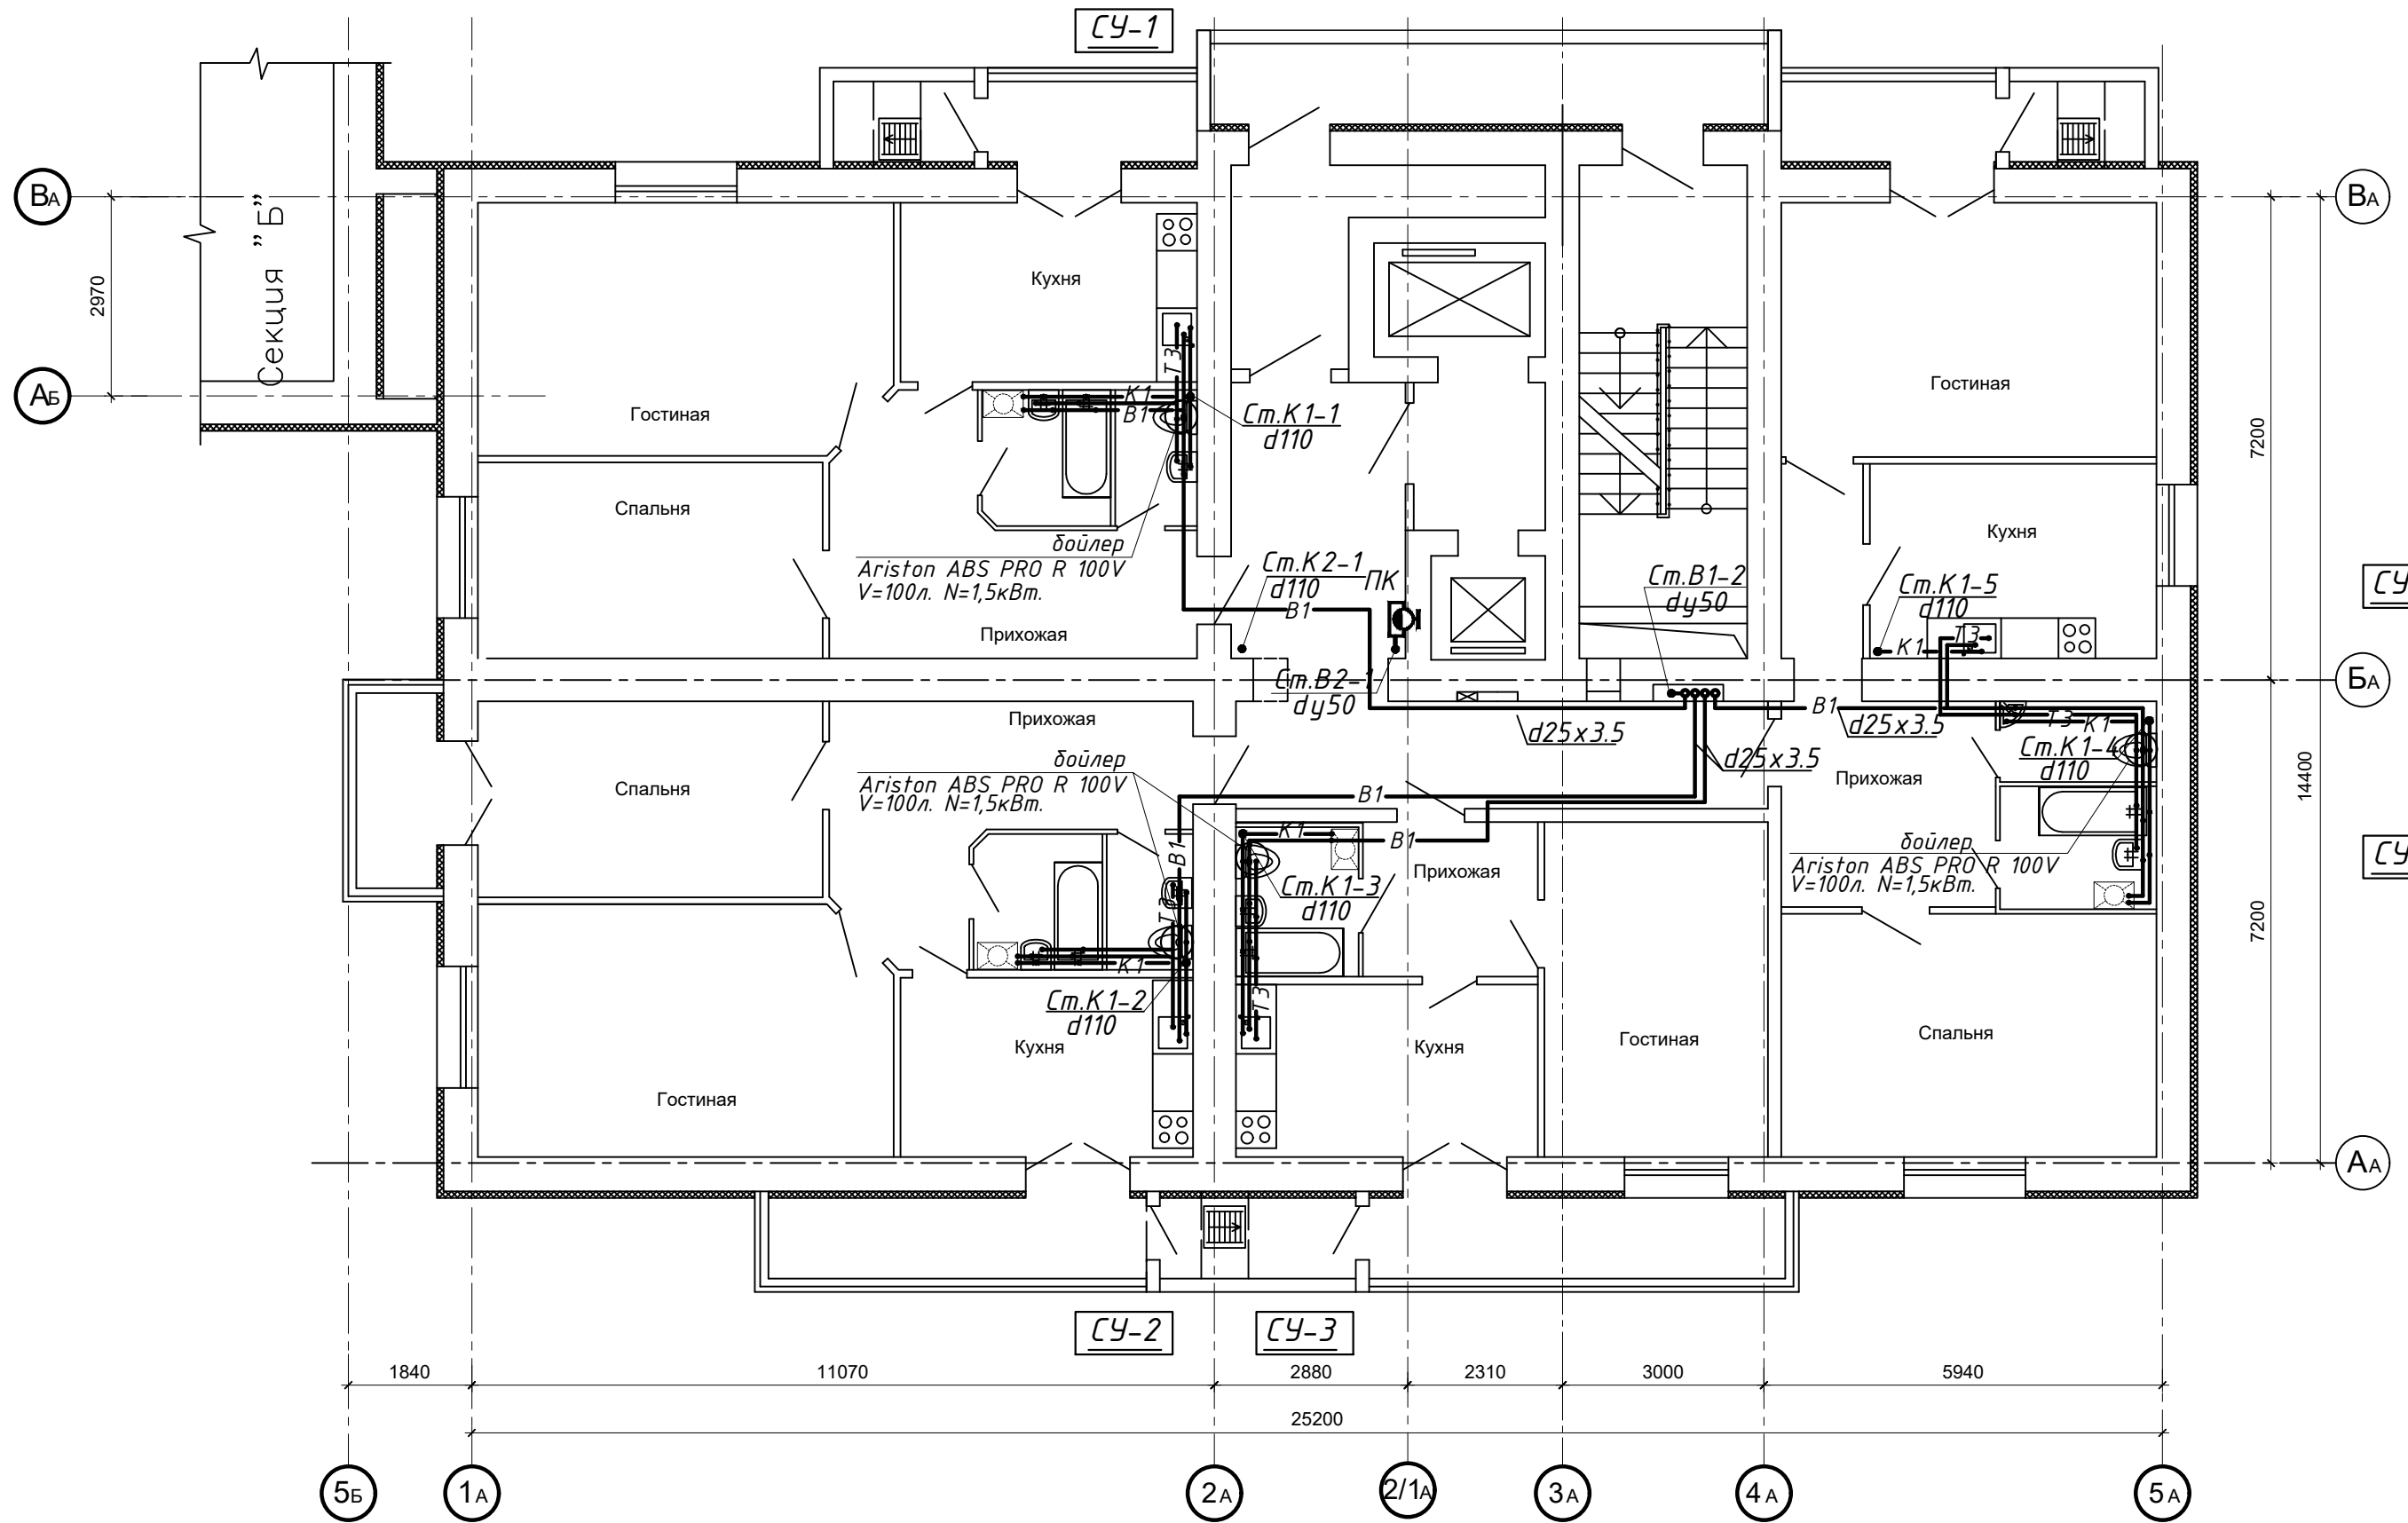 СУ-1
ВА
ВА
Секция "Б"
2970
Кухня
АБ
Т3
К1
В1
Ст.К1-1
d110
Гостиная
Гостиная
7200
Спальня
Кухня
бойлер
Ariston ABS PRO R 100V
V=100л. N=1,5кВт.
Ст.К2-1
d110
ПК
В1
Ст.В1-2
dу50
Ст.К1-5
d110
СУ
Прихожая
К1
Т3
БА
Ст.В2-1
dу50
Прихожая
d25x3.5
d25x3.5
В1
d25x3.5
Т3
К1
Ст.К1-4
d110
бойлер
Ariston ABS PRO R 100V
V=100л. N=1,5кВт.
Спальня
Прихожая
14400
В1
В1
К1
В1
Прихожая
бойлер
Ariston ABS PRO R 100V
V=100л. N=1,5кВт.
СУ
Т3
Ст.К1-3
d110
7200
К1
Ст.К1-2
d110
Т3
Кухня
Кухня
Гостиная
Спальня
Гостиная
АА
СУ-2
СУ-3
1840
11070
2880
2310
3000
5940
25200
5Б
1А
2А
2/1А
3А
4А
5А